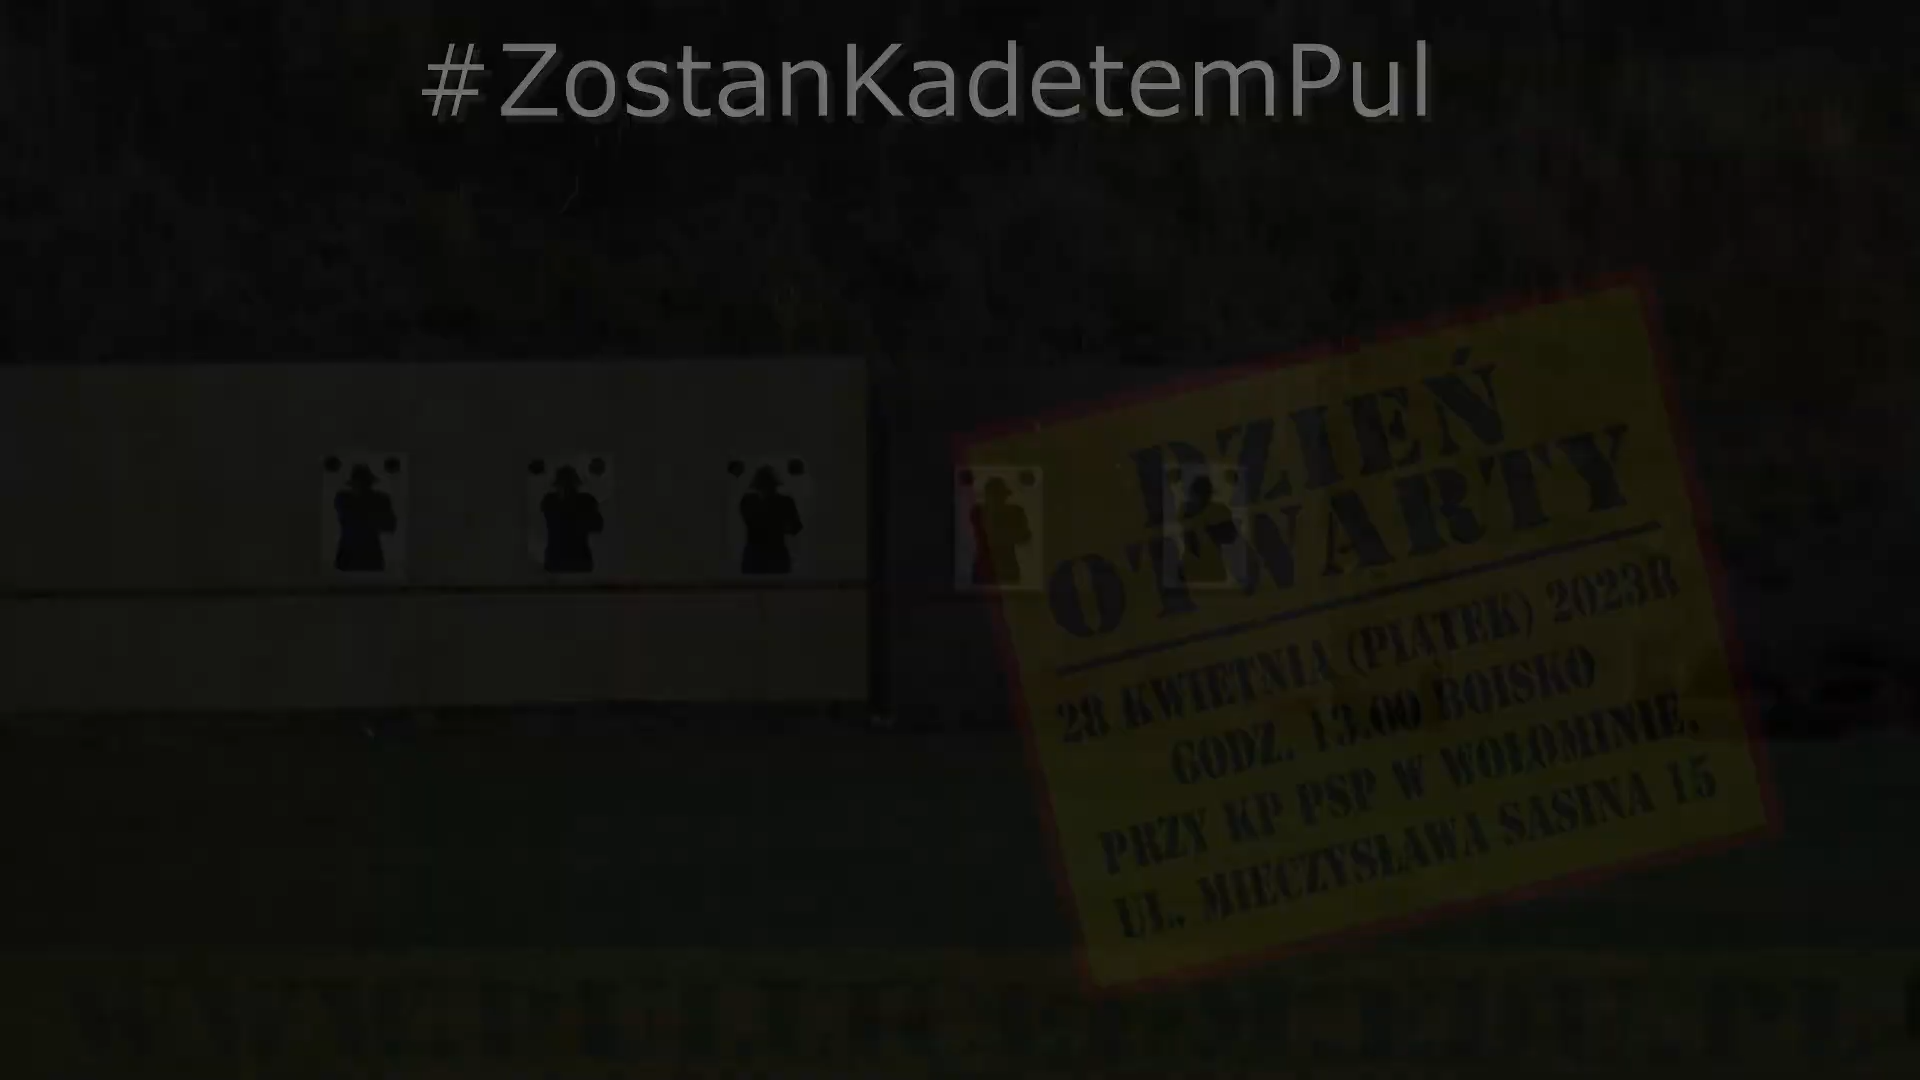 #ZostanKadetemPul
DZIEŃ
OTWARTY
28 KWIETNIA (PIĄTEK) 2023R
GODZ. 13.00 BOISKO
PRZY KP PSP W WOŁOMINIE.
UL. MIECZYSŁAWA SASINA 15